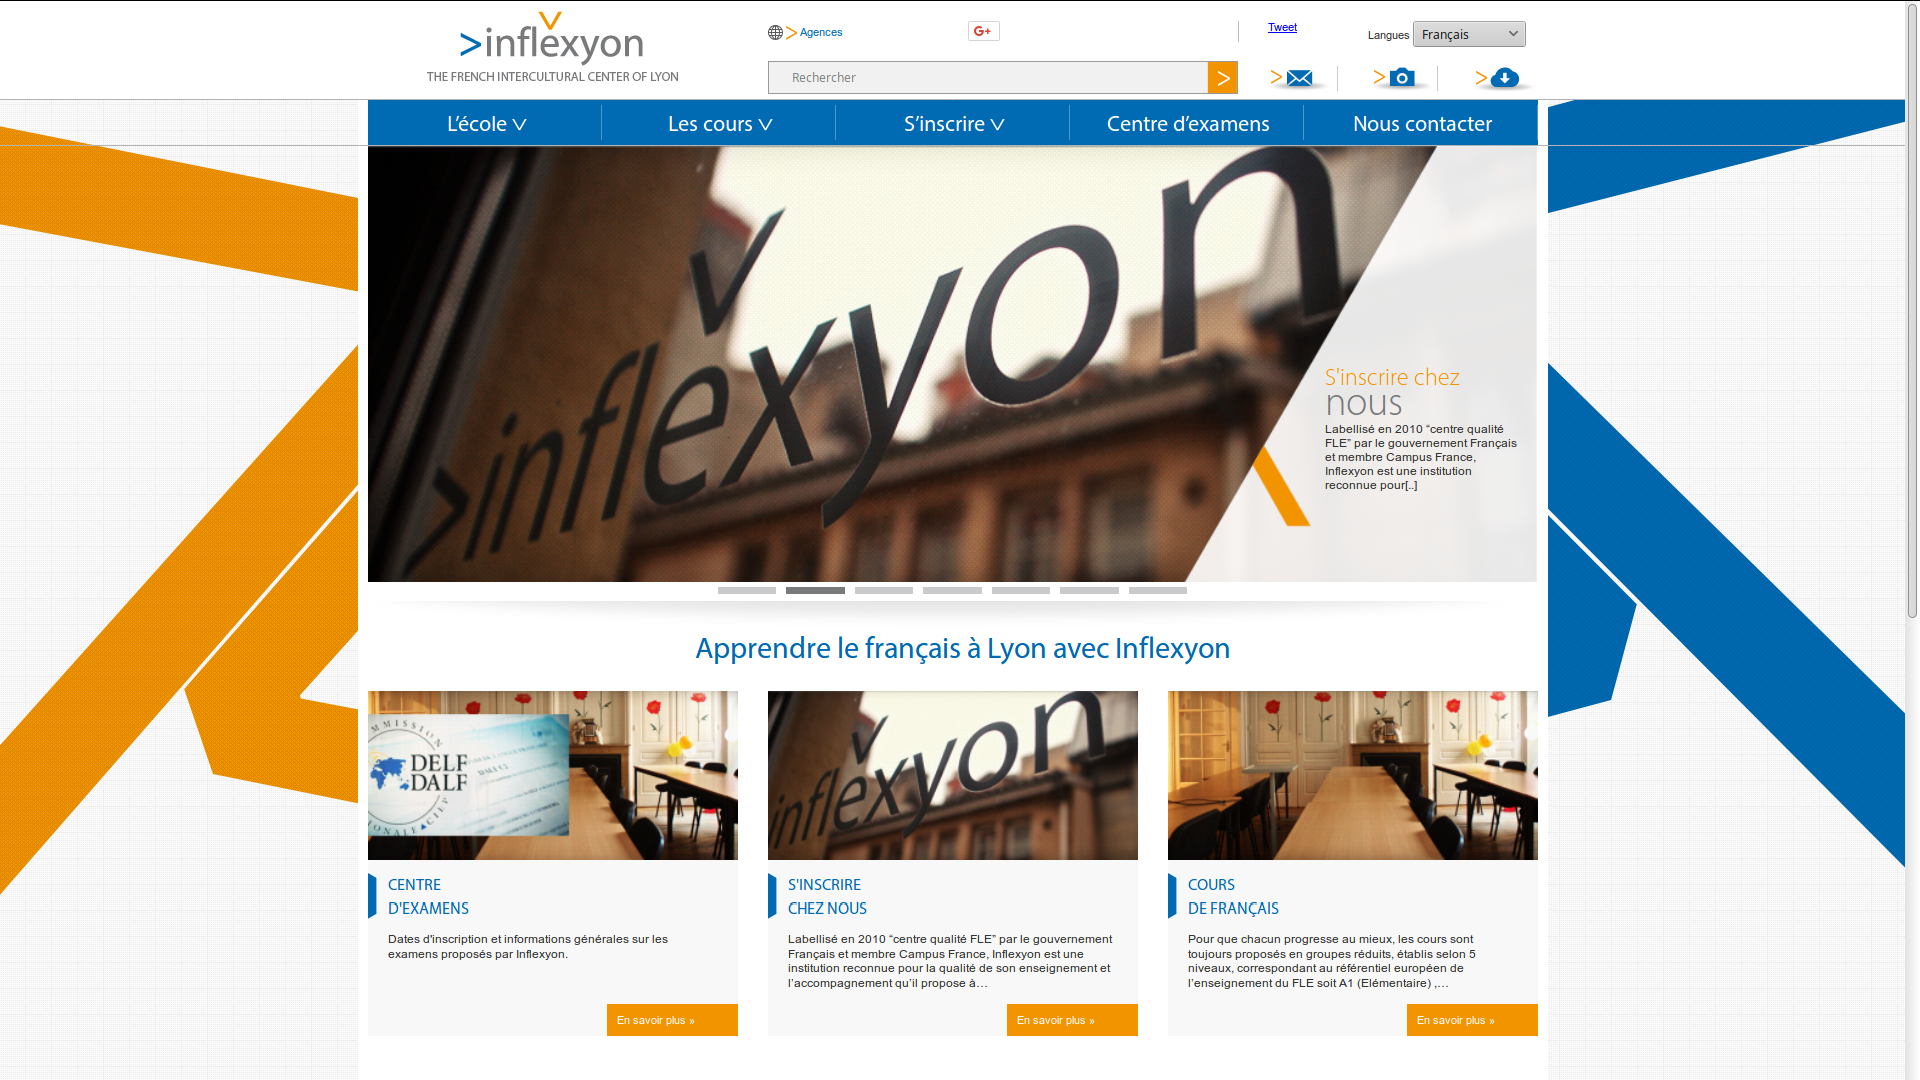 >inflexyon
THE FRENCH INTERCULTURAL CENTER OF LYON
Agences
G+
Tweet
Langues
Français
Rechercher
L’école
Les cours
S’inscrire
Centre d’examens
Nous contacter
>inflexyon
S'inscrire chez
nous
Labellisé en 2010 “centre qualité
FLE” par le gouvernement Français
et membre Campus France,
Inflexyon est une institution
reconnue pour[..]
Apprendre le français à Lyon avec Inflexyon
DELF
DALF
inflexyon
CENTRE
D'EXAMENS
Dates d'inscription et informations générales sur les
examens proposés par Inflexyon.
En savoir plus »
S'INSCRIRE
CHEZ NOUS
Labellisé en 2010 “centre qualité FLE” par le gouvernement
Français et membre Campus France, Inflexyon est une
institution reconnue pour la qualité de son enseignement et
l’accompagnement qu’il propose à…
En savoir plus »
COURS
DE FRANÇAIS
Pour que chacun progresse au mieux, les cours sont
toujours proposés en groupes réduits, établis selon 5
niveaux, correspondant au référentiel européen de
l’enseignement du FLE soit A1 (Elémentaire) ,…
En savoir plus »